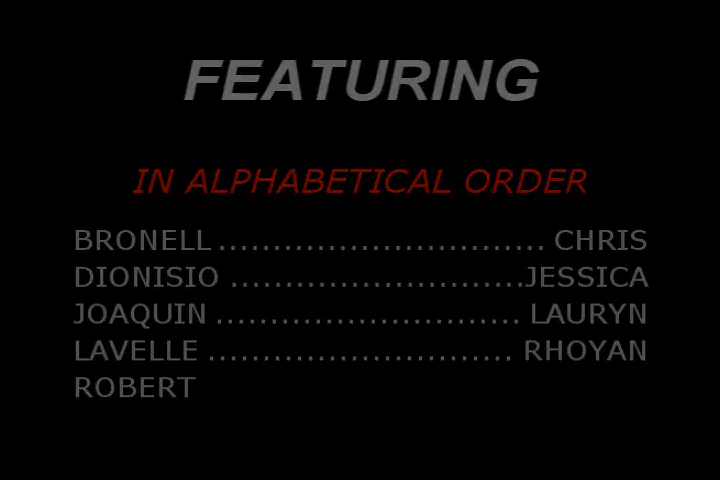 FEATURING
IN ALPHABETICAL ORDER
BRONELL .............................. CHRIS
DIONISIO ...........................JESSICA
JOAQUIN ............................ LAURYN
LAVELLE ............................ RHOYAN
ROBERT